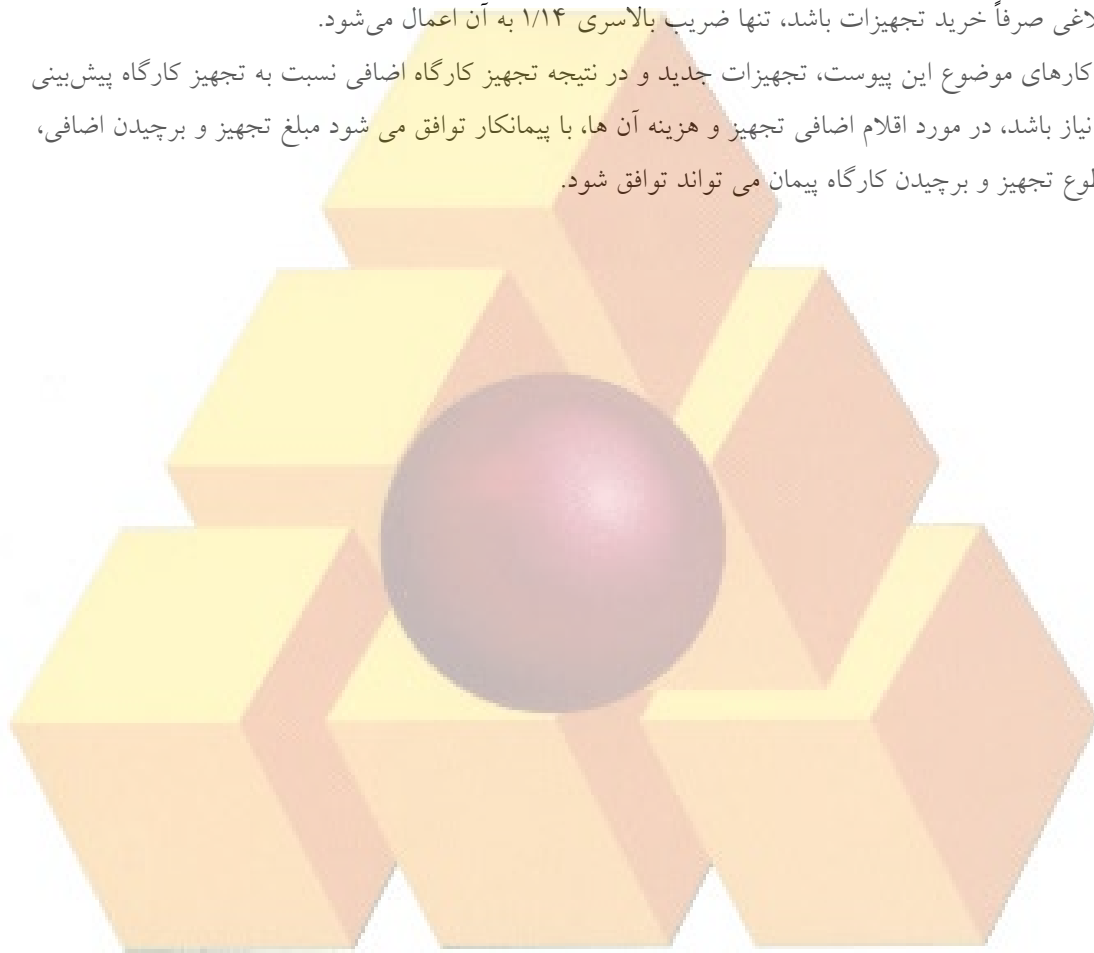 صرفاً خرید تجهیزات باشد، تنها ضریب بالاسری ۱/۱۴ به آن اعمال می‌شود.
کارهای موضوع این پیوست، تجهیزات جدید و در نتیجه تجهیز کارگاه اضافی نسبت به تجهیز کارگاه پیش‌بینی
نیاز باشد، در مورد اقلام اضافی تجهیز و هزینه آن ها، با پیمانکار توافق می شود مبلغ تجهیز و برچیدن اضافی،
تجهیز و برچیدن کارگاه پیمان می تواند توافق شود.